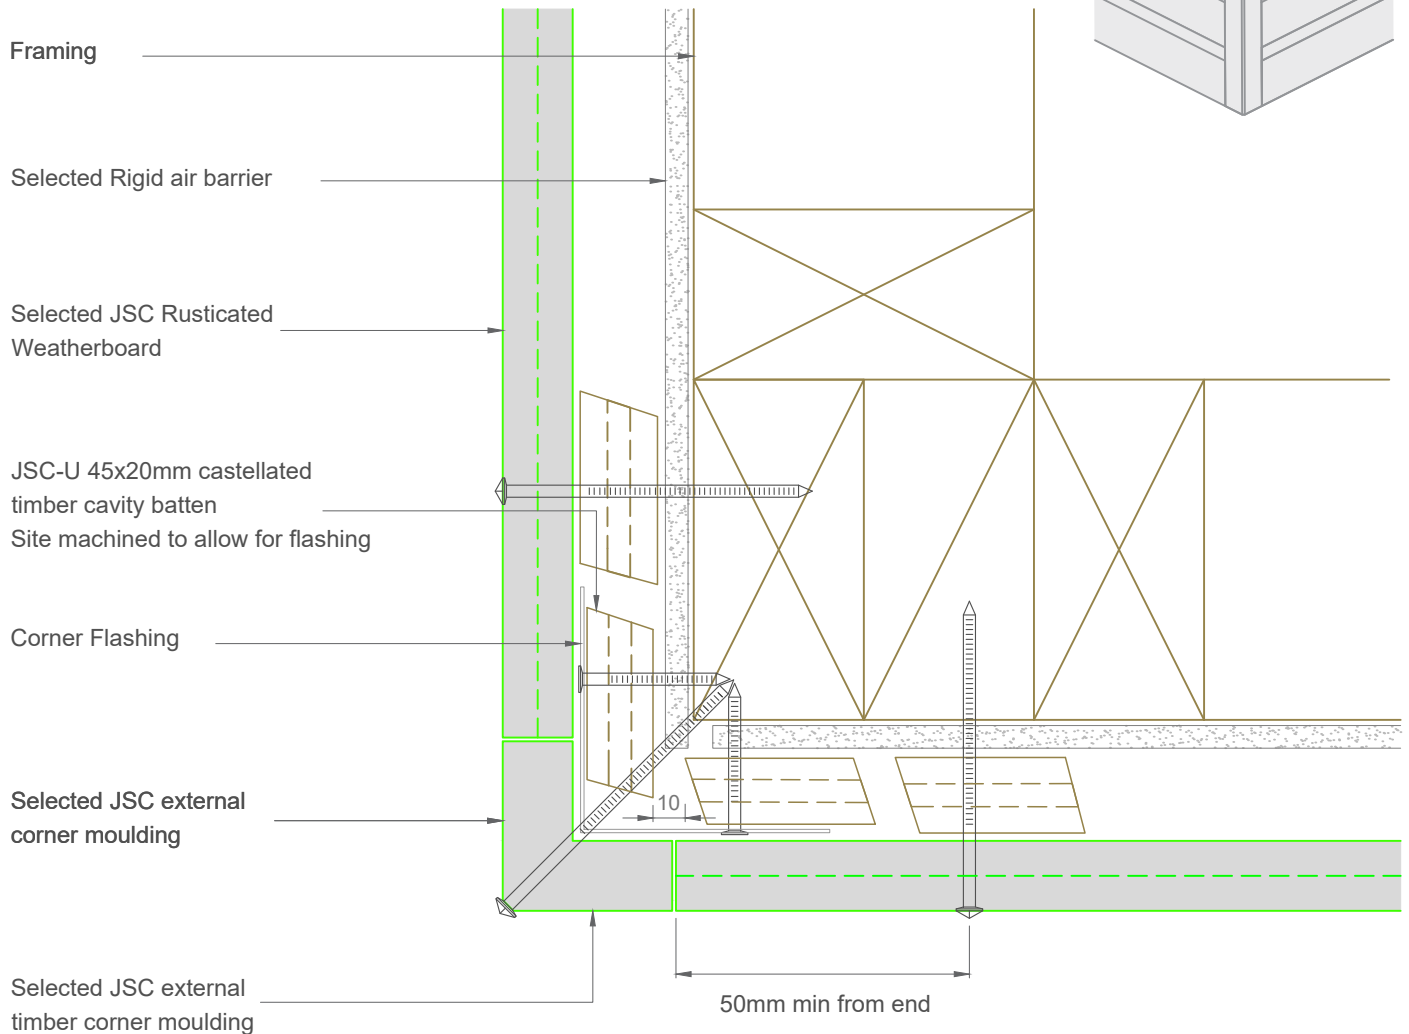 Framing
Selected Rigid air barrier
Selected JSC Rusticated
Weatherboard
JSC-U 45x20mm castellated
timber cavity batten
Site machined to allow for flashing
Corner Flashing
Selected JSC external
corner moulding
10
Selected JSC external
timber corner moulding
50mm min from end